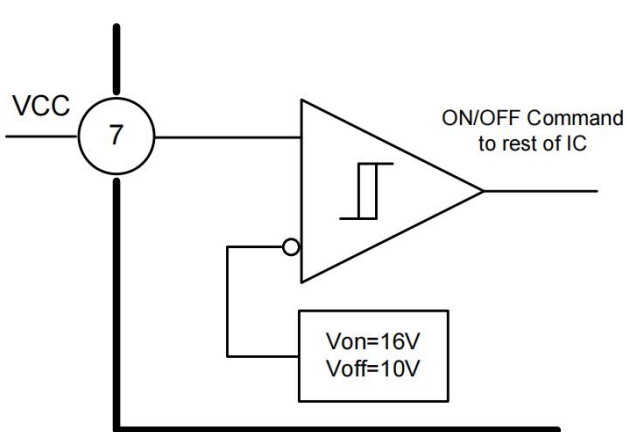 VCC
7
ON/OFF Command
to rest of IC
Von=16V
Voff=10V